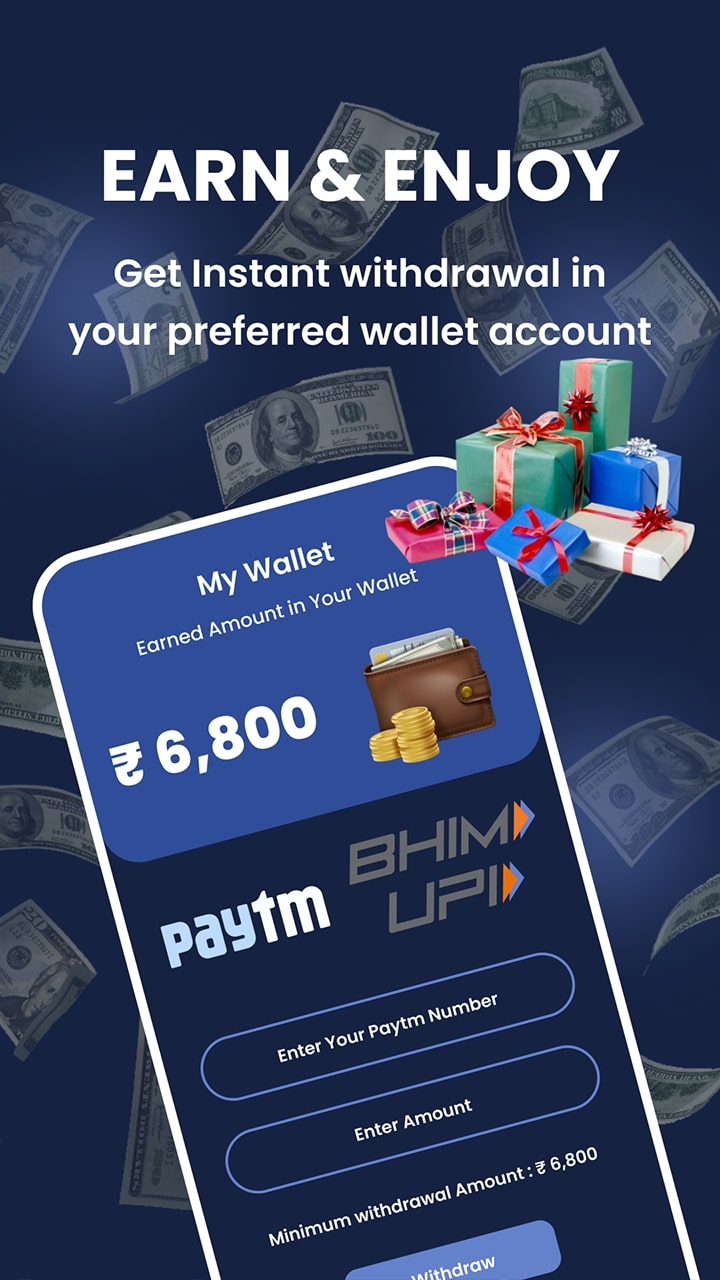 EARN & ENJOY
Get Instant withdrawal in
your preferred wallet account
My Wallet
Earned Amount in Your Wallet
₹ 6,800
BHIM
UPI
paytm
Enter Your Paytm Number
Enter Amount
Minimum withdrawal Amount : ₹ 6,800
Withdraw